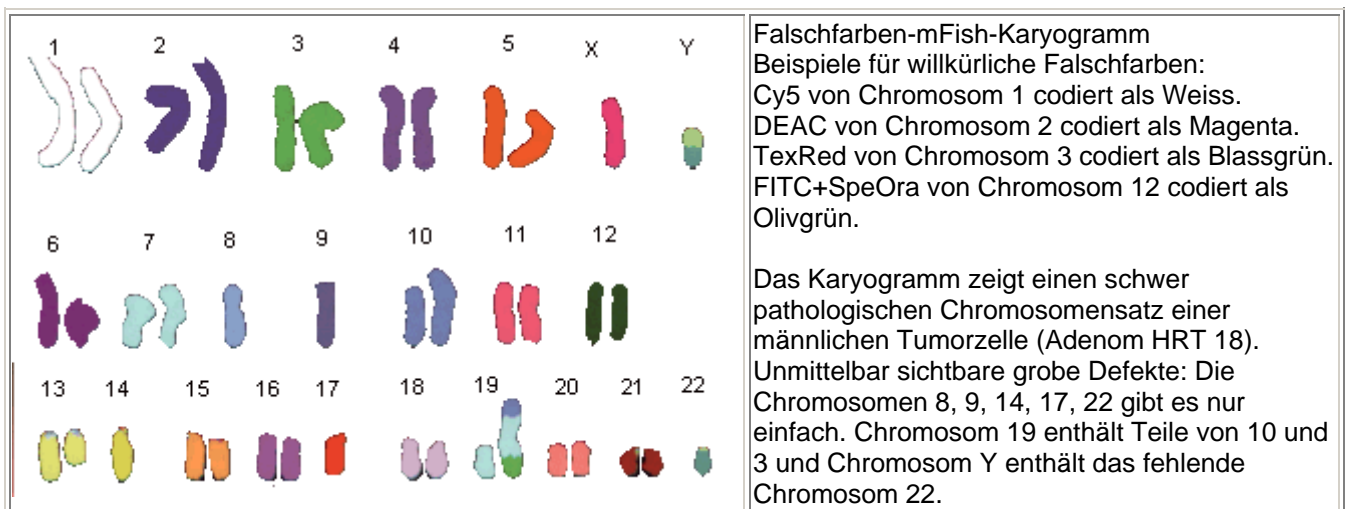 1 2 3 4 5 X Y
6 7 8 9 10 11 12
13 14 15 16 17 18 19 20 21 22
Falschfarben-mFish-Karyogramm
Beispiele für willkürliche Falschfarben:
Cy5 von Chromosom 1 codiert als Weiss.
DEAC von Chromosom 2 codiert als Magenta.
TexRed von Chromosom 3 codiert als Blassgrün.
FITC+SpeOra von Chromosom 12 codiert als
Olivgrün.
Das Karyogramm zeigt einen schwer
pathologischen Chromosomensatz einer
männlichen Tumorzelle (Adenom HRT 18).
Unmittelbar sichtbare grobe Defekte: Die
Chromosomen 8, 9, 14, 17, 22 gibt es nur
einfach. Chromosom 19 enthält Teile von 10 und
3 und Chromosom Y enthält das fehlende
Chromosom 22.